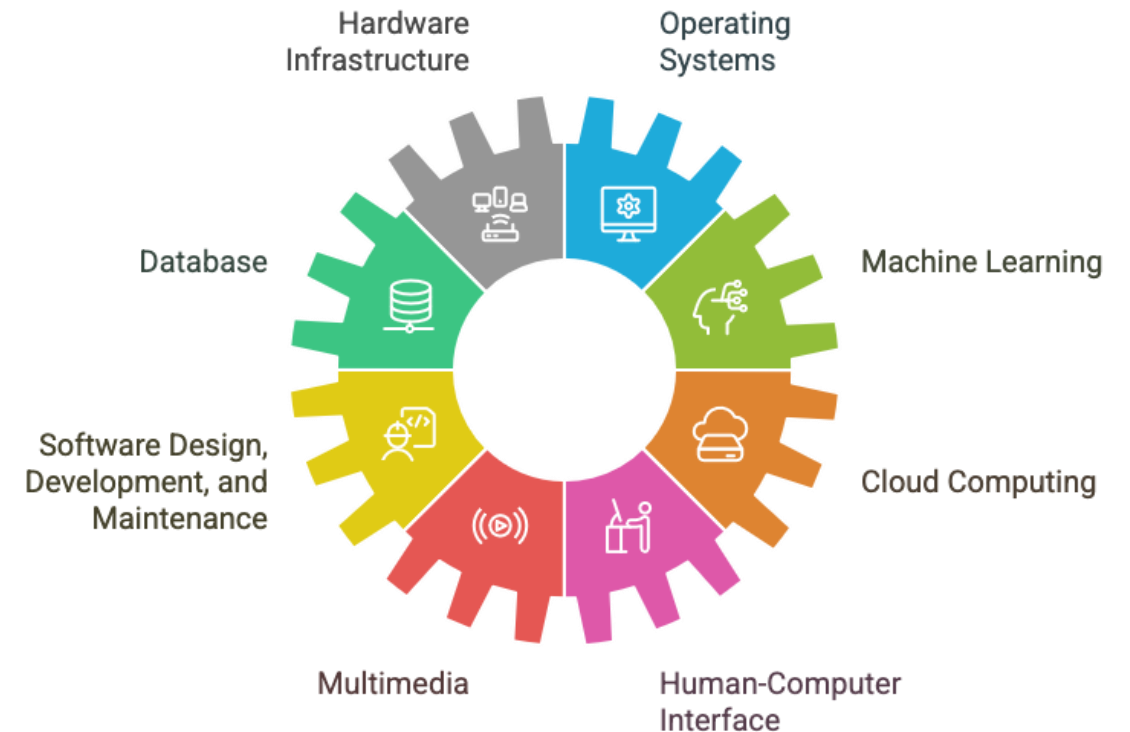 Hardware
Infrastructure
Operating
Systems
Database
Machine Learning
Software Design,
Development, and
Maintenance
Cloud Computing
Multimedia
Human-Computer
Interface